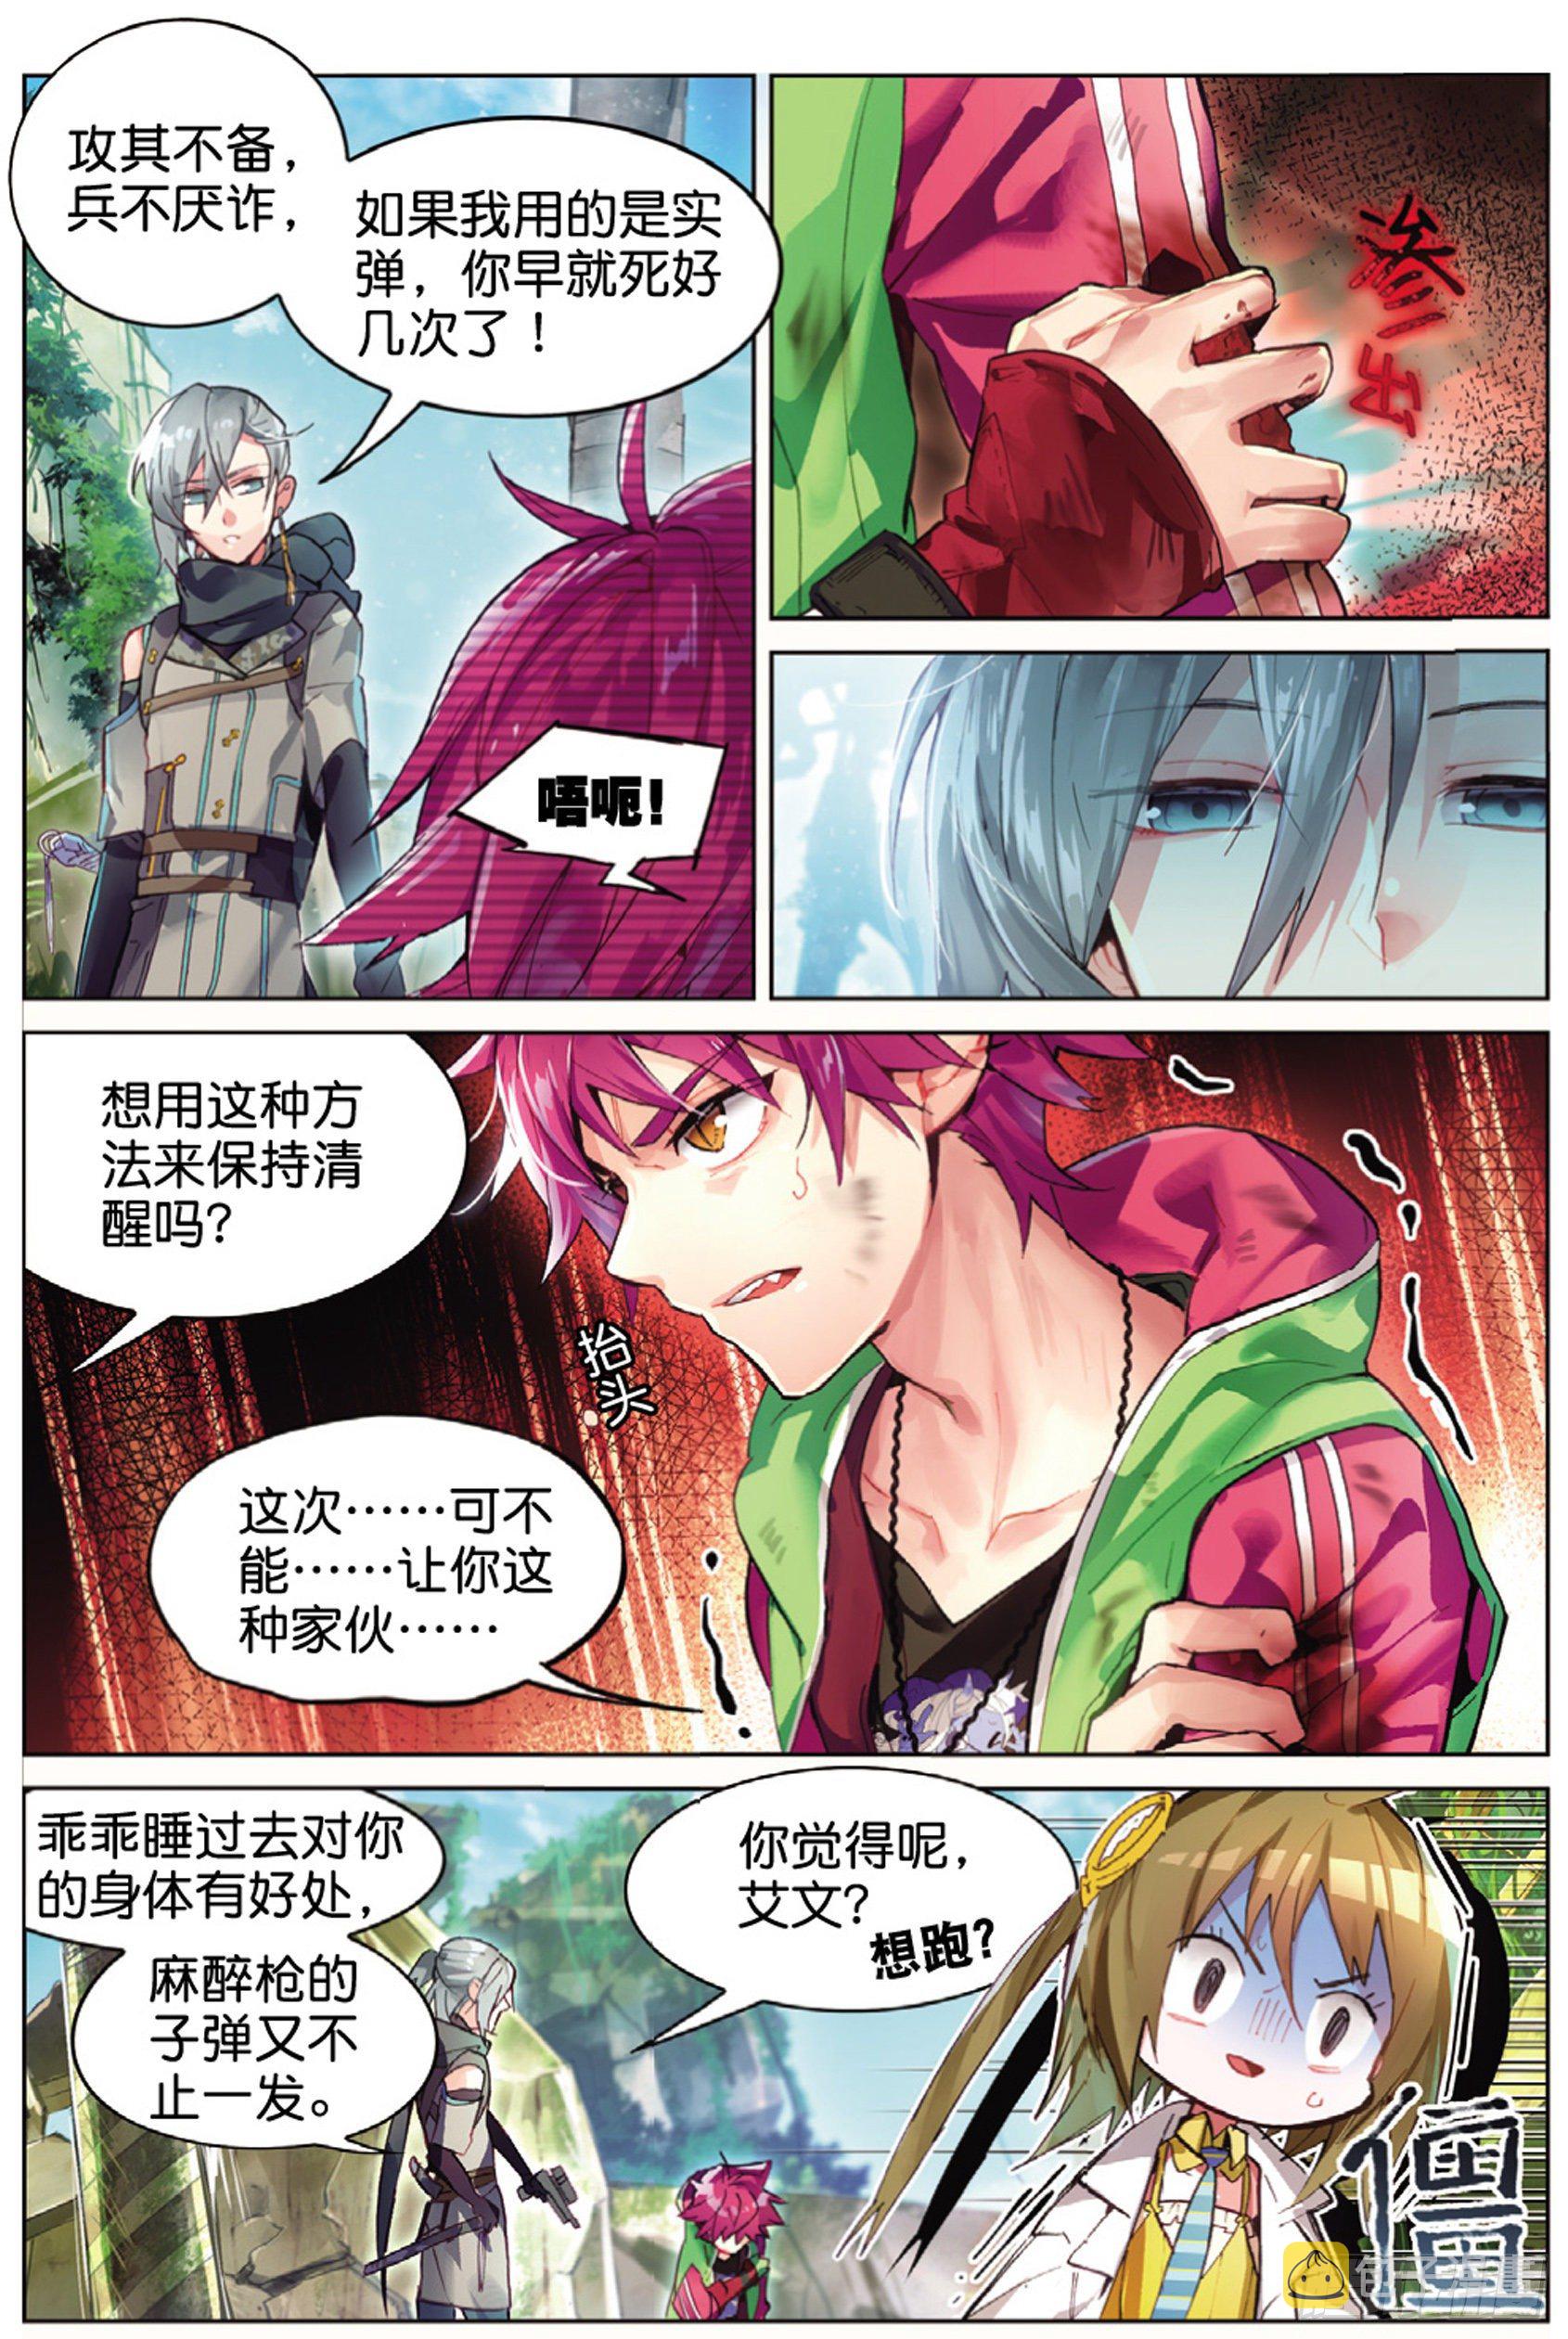 攻其不备，
兵不厌诈，
如果我用的是实
弹，你早就死好
几次了！
渗出
唔呃！
想用这种方
法来保持清
醒吗？
抬头
这次……可不
能……让你这
种家伙……
乖乖睡过去对你
的身体有好处，
麻醉枪的
子弹又不
止一发。
你觉得呢，
艾文？
想跑？
僵
包子漫畫